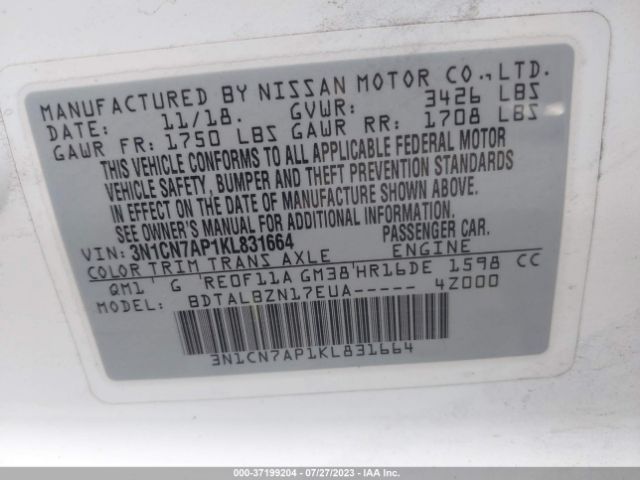 MANUFACTURED BY NISSAN MOTOR CO., LTD.
DATE: 11/18. GVWR: 3426 LBS
GAWR FR: 1750 LBS GAWR RR: 1708 LBS
THIS VEHICLE CONFORMS TO ALL APPLICABLE FEDERAL MOTOR
VEHICLE SAFETY, BUMPER AND THEFT PREVENTION STANDARDS
IN EFFECT ON THE DATE OF MANUFACTURE SHOWN ABOVE.
SEE OWNER'S MANUAL FOR ADDITIONAL INFORMATION.
VIN: 3N1CN7AP1KL831664 PASSENGER CAR.
COLOR TRIM TRANS AXLE ENGINE
QM1 G RE0F11A GM38 HR16DE 1598 CC
BDTALBZN17EUA----- 4Z000
3N1CN7AP1KL831664
000-37199204 - 07/27/2023 - IAA Inc.